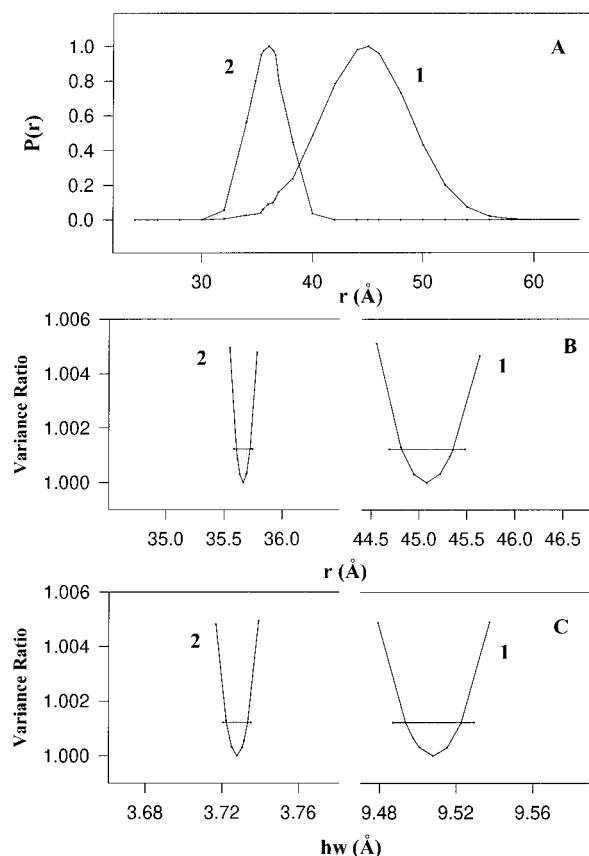 A
2
1
P(r)
1.0
0.8
0.6
0.4
0.2
0.0
30 40 50 60
r (Å)
B
2
1
Variance Ratio
1.006
1.004
1.002
1.000
35.0 35.5 36.0 44.5 45.0 45.5 46.0 46.5
r (Å)
C
2
1
Variance Ratio
1.006
1.004
1.002
1.000
3.68 3.72 3.76 9.48 9.52 9.56
hw (Å)